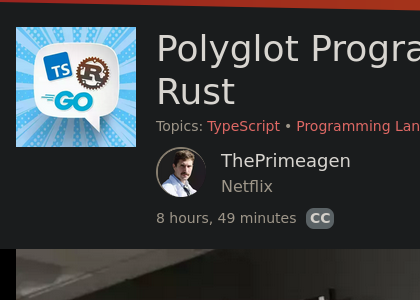 TS
R
GO
Polyglot Progra
Rust
Topics: TypeScript • Programming Lan
ThePrimeagen
Netflix
8 hours, 49 minutes CC